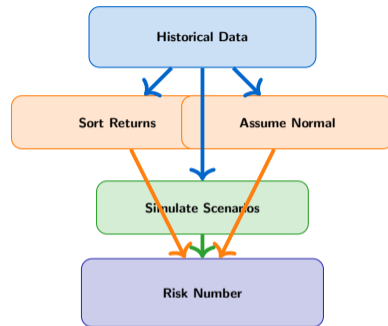 Historical Data
Sort Returns
Assume Normal
Simulate Scenarios
Risk Number